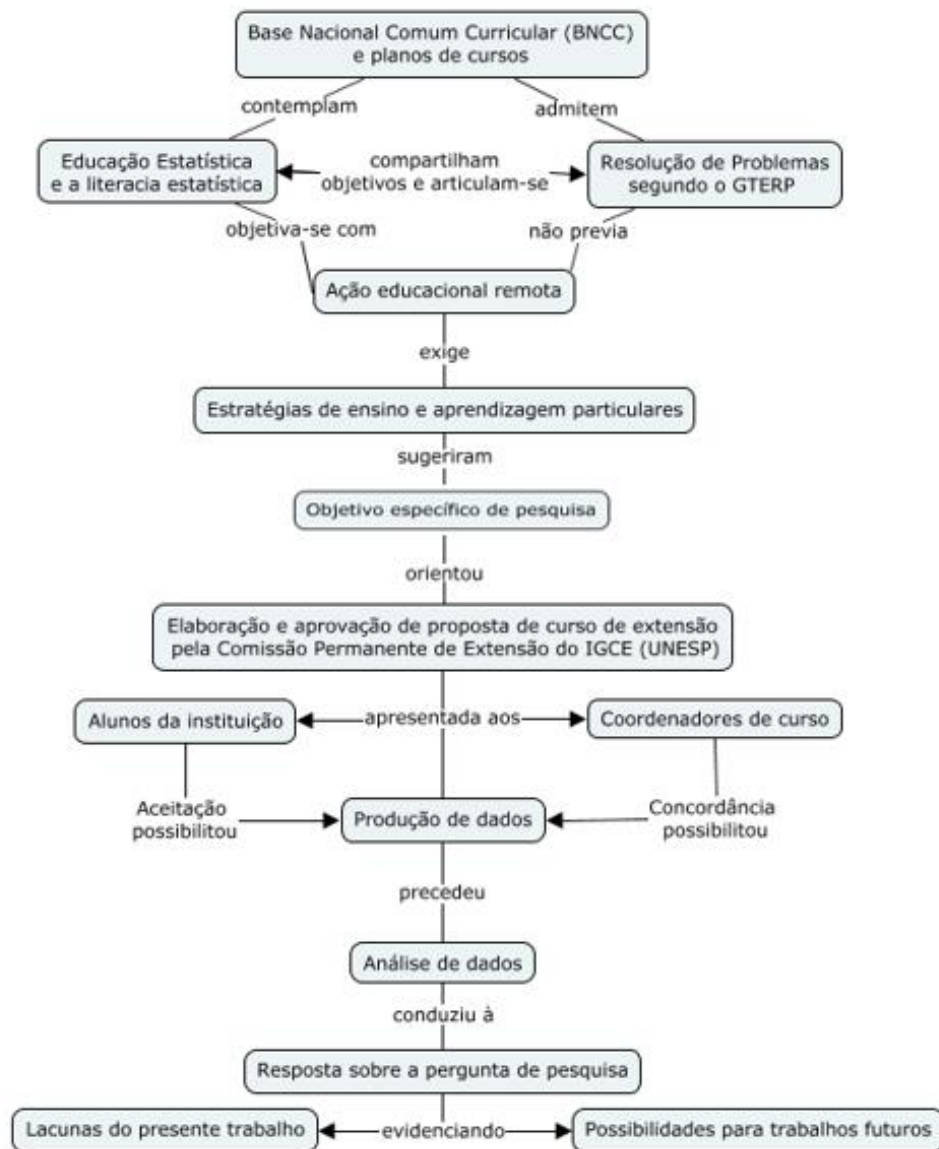 Base Nacional Comum Curricular (BNCC)
e planos de cursos
contemplam
admitem
Educação Estatística
e a literacia estatística
compartilham
objetivos e articulam-se
Resolução de Problemas
segundo o GTERP
objetiva-se com
não previa
Ação educacional remota
exige
Estratégias de ensino e aprendizagem particulares
sugeriram
Objetivo específico de pesquisa
orientou
Elaboração e aprovação de proposta de curso de extensão
pela Comissão Permanente de Extensão do IGCE (UNESP)
Alunos da instituição
apresentada aos
Coordenadores de curso
Aceitação
possibilitou
Produção de dados
Concordância
possibilitou
precedeu
Análise de dados
conduziu à
Resposta sobre a pergunta de pesquisa
Lacunas do presente trabalho
evidenciando
Possibilidades para trabalhos futuros